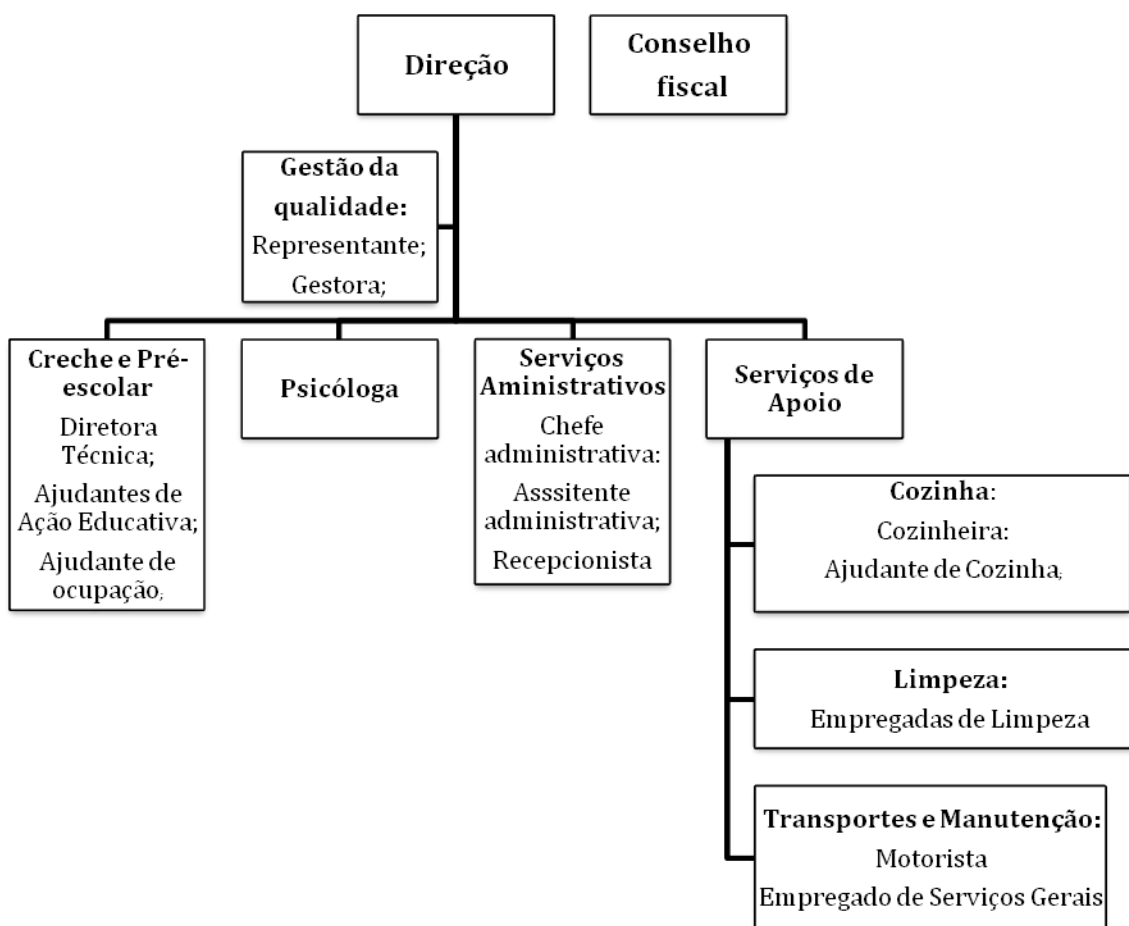 Direção
Conselho
fiscal
Gestão da
qualidade:
Representante;
Gestora;
Creche e Pré-
escolar
Diretora
Técnica;
Ajudantes de
Ação Educativa;
Ajudante de
ocupação;
Psicóloga
Serviços
Aministrativos
Chefe
administrativa:
Asssitente
administrativa;
Recepcionista
Serviços de
Apoio
Cozinha:
Cozinheira:
Ajudante de Cozinha;
Limpeza:
Empregadas de Limpeza
Transportes e Manutenção:
Motorista
Empregado de Serviços Gerais